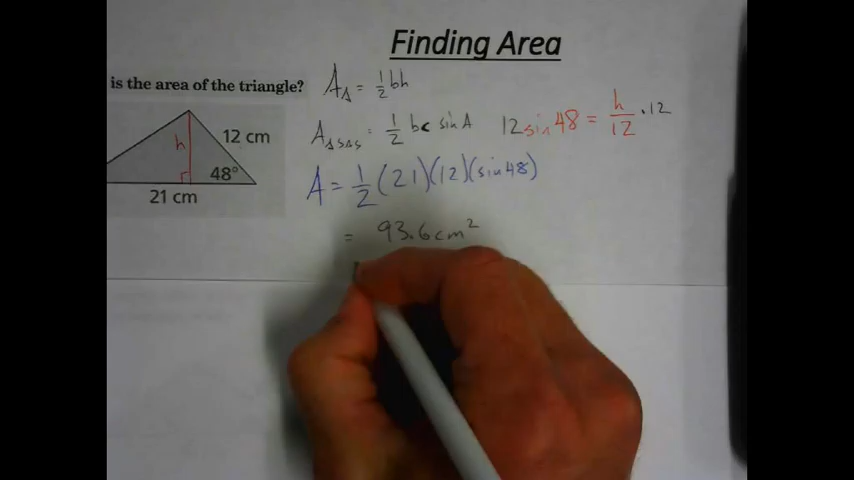 Finding Area
is the area of the triangle?
A△ = 1/2 bh
A△SAS = 1/2 bc sin A
12 sin 48 = h/12 · 12
h
12 cm
48°
21 cm
A = 1/2 (21)(12)(sin 48)
= 93.6 cm²